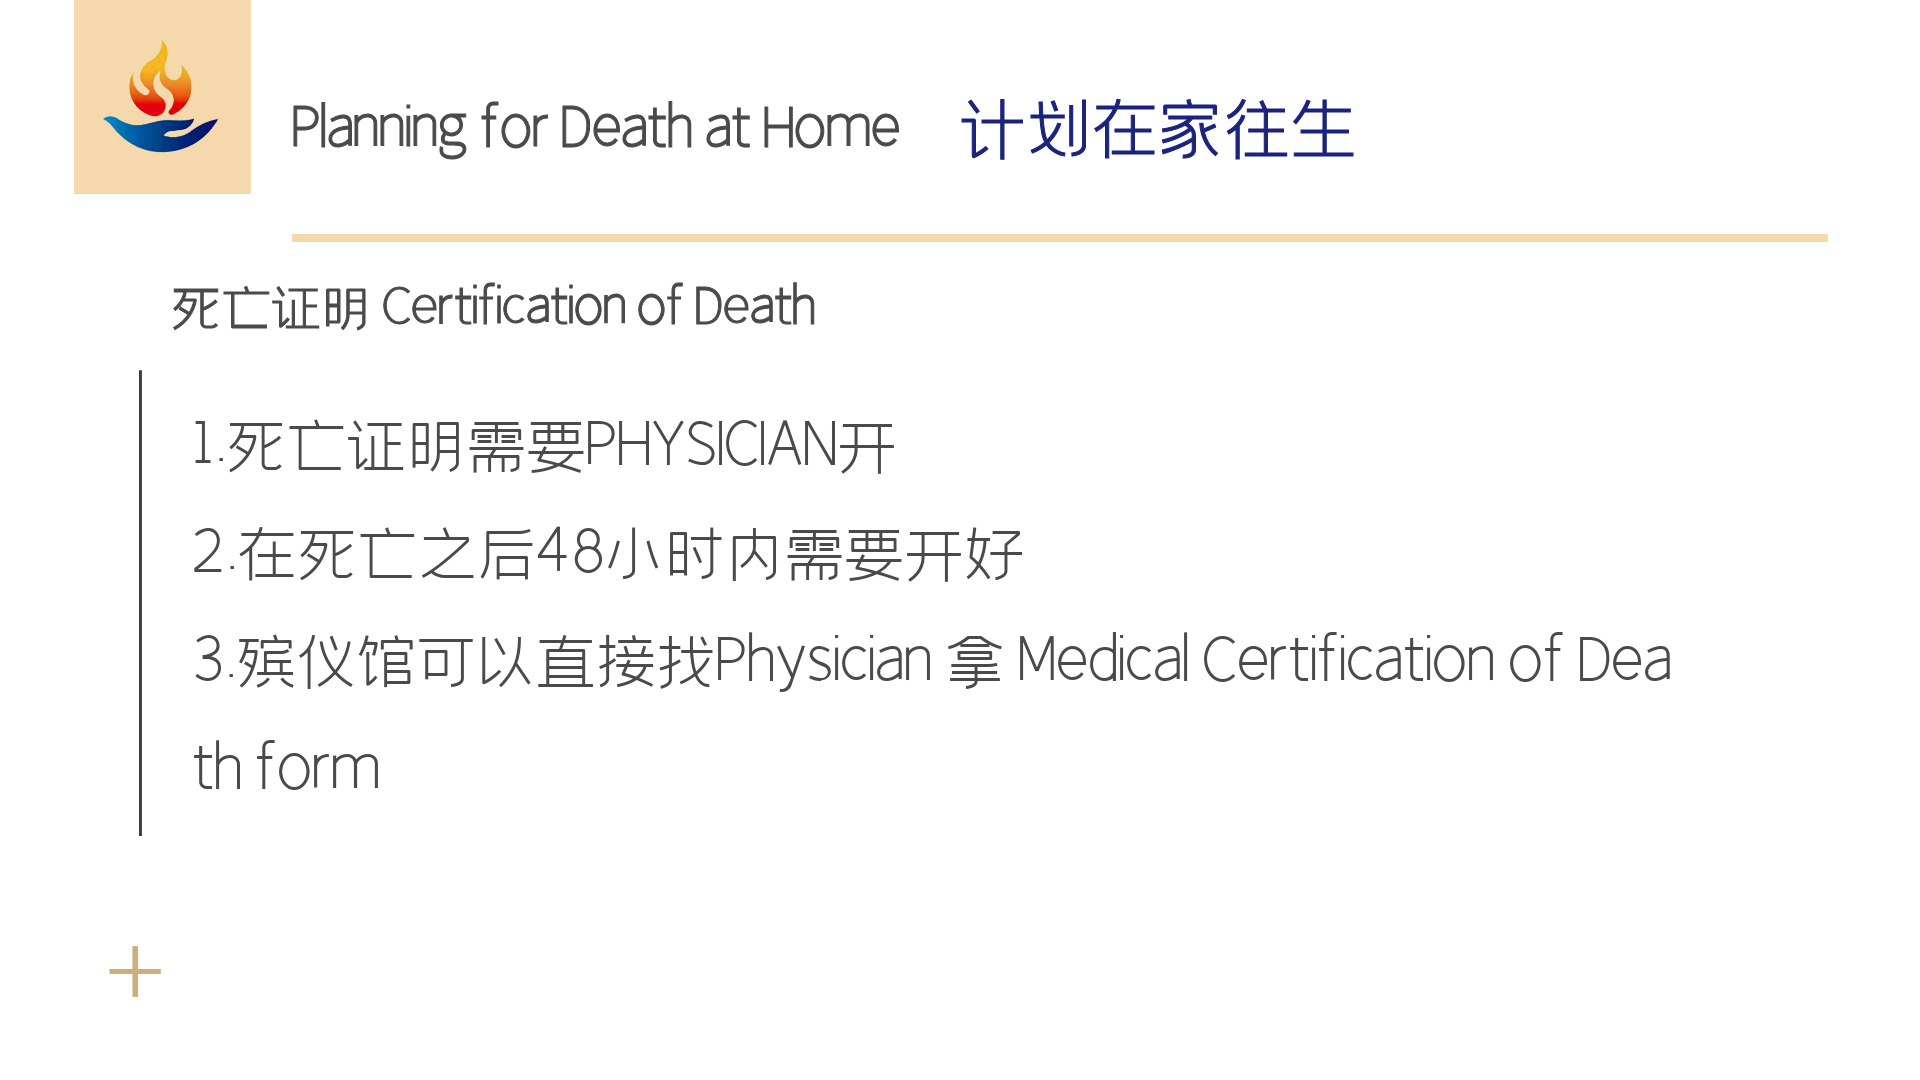 Planning for Death at Home 计划在家往生
死亡证明 Certification of Death
1.死亡证明需要PHYSICIAN开
2.在死亡之后48小时内需要开好
3.殡仪馆可以直接找Physician 拿 Medical Certification of Dea
th form